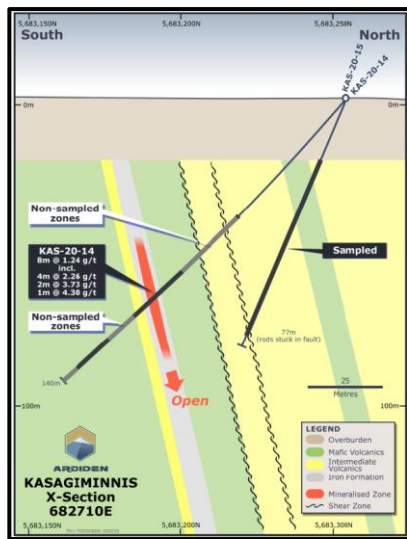 5,683,150N 5,683,200N 5,683,250N
South North
KAS-20-15
KAS-20-14
0m 0m
Non-sampled
zones
KAS-20-14
8m @ 1.24 g/t
incl.
4m @ 2.26 g/t
2m @ 3.73 g/t
1m @ 4.30 g/t
Sampled
Non-sampled
zones
77m
(rods stuck in fault)
140m
Open
25
Metres
100m 100m
LEGEND
Overburden
Mafic Volcanics
Intermediate
Volcanics
Iron Formation
Mineralised Zone
Shear Zone
ARDIDEN
KASAGIMINNIS
X-Section
682710E
5,683,150N 5,683,200N 5,683,300N